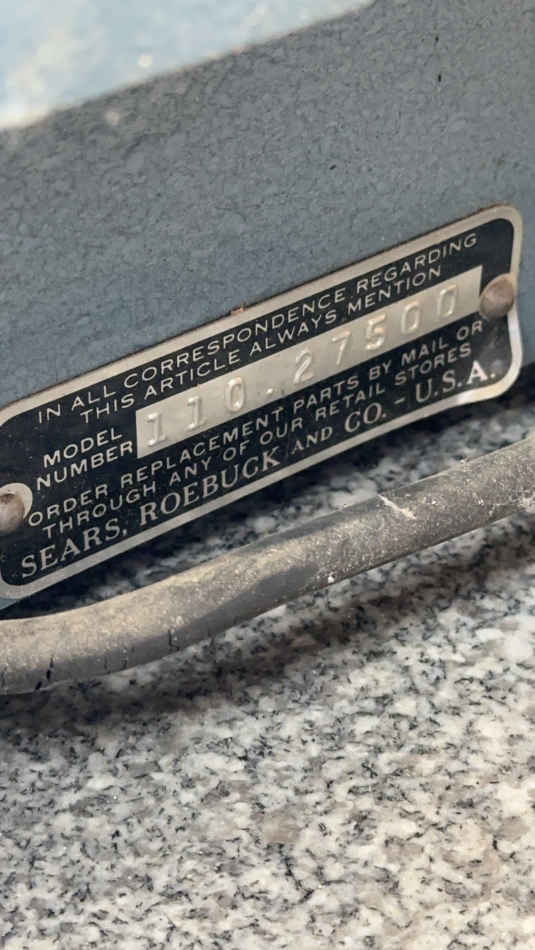 IN ALL CORRESPONDENCE REGARDING
THIS ARTICLE ALWAYS MENTION
MODEL
NUMBER
110.27500
ORDER REPLACEMENT PARTS BY MAIL OR
THROUGH ANY OF OUR RETAIL STORES
SEARS, ROEBUCK AND CO. - U.S.A.